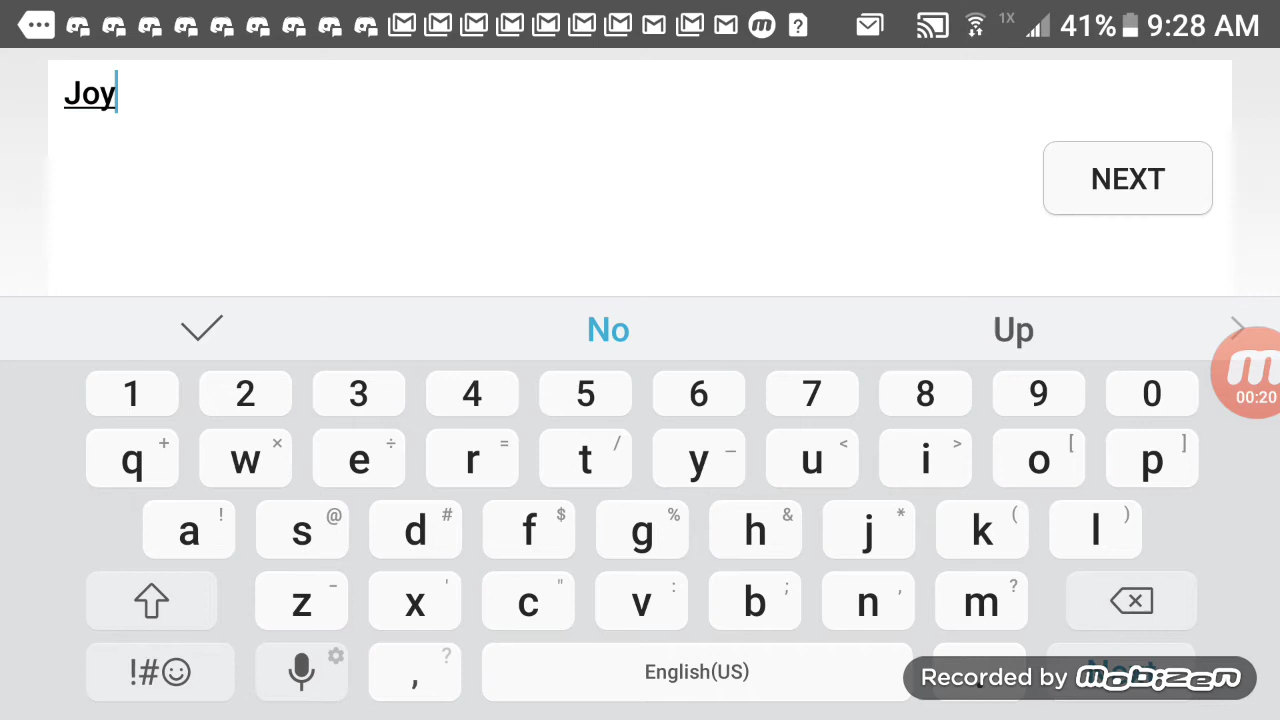 1X 41% 9:28 AM
Joy
NEXT
No Up
00:20
1 2 3 4 5 6 7 8 9 0
q + w × e ÷ r = t / y _ u < i > o [ p ]
a ! s @ d # f $ g % h & j * k ( l )
z - x ' c " v : b ; n , m ?
!#☺ , ? English(US)
Recorded by mobizen